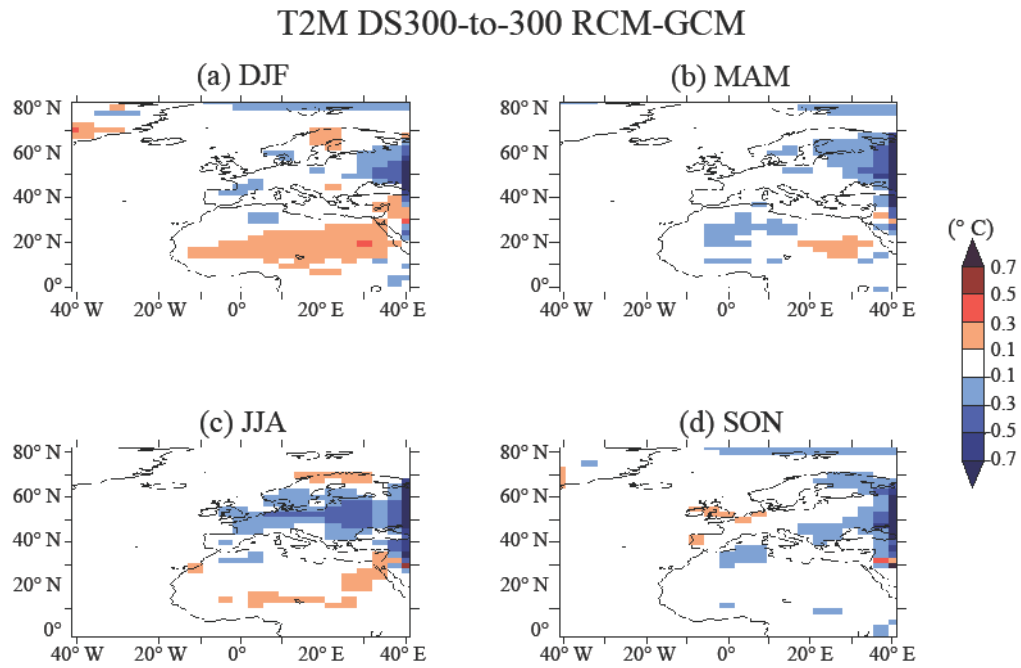 T2M DS300-to-300 RCM-GCM
(a) DJF
(b) MAM
80° N
60° N
40° N
20° N
0°
40° W
20° W
0°
20° E
40° E
80° N
60° N
40° N
20° N
0°
40° W
20° W
0°
20° E
40° E
(° C)
0.7
0.5
0.3
0.1
-0.1
-0.3
-0.5
-0.7
(c) JJA
(d) SON
80° N
60° N
40° N
20° N
0°
40° W
20° W
0°
20° E
40° E
80° N
60° N
40° N
20° N
0°
40° W
20° W
0°
20° E
40° E